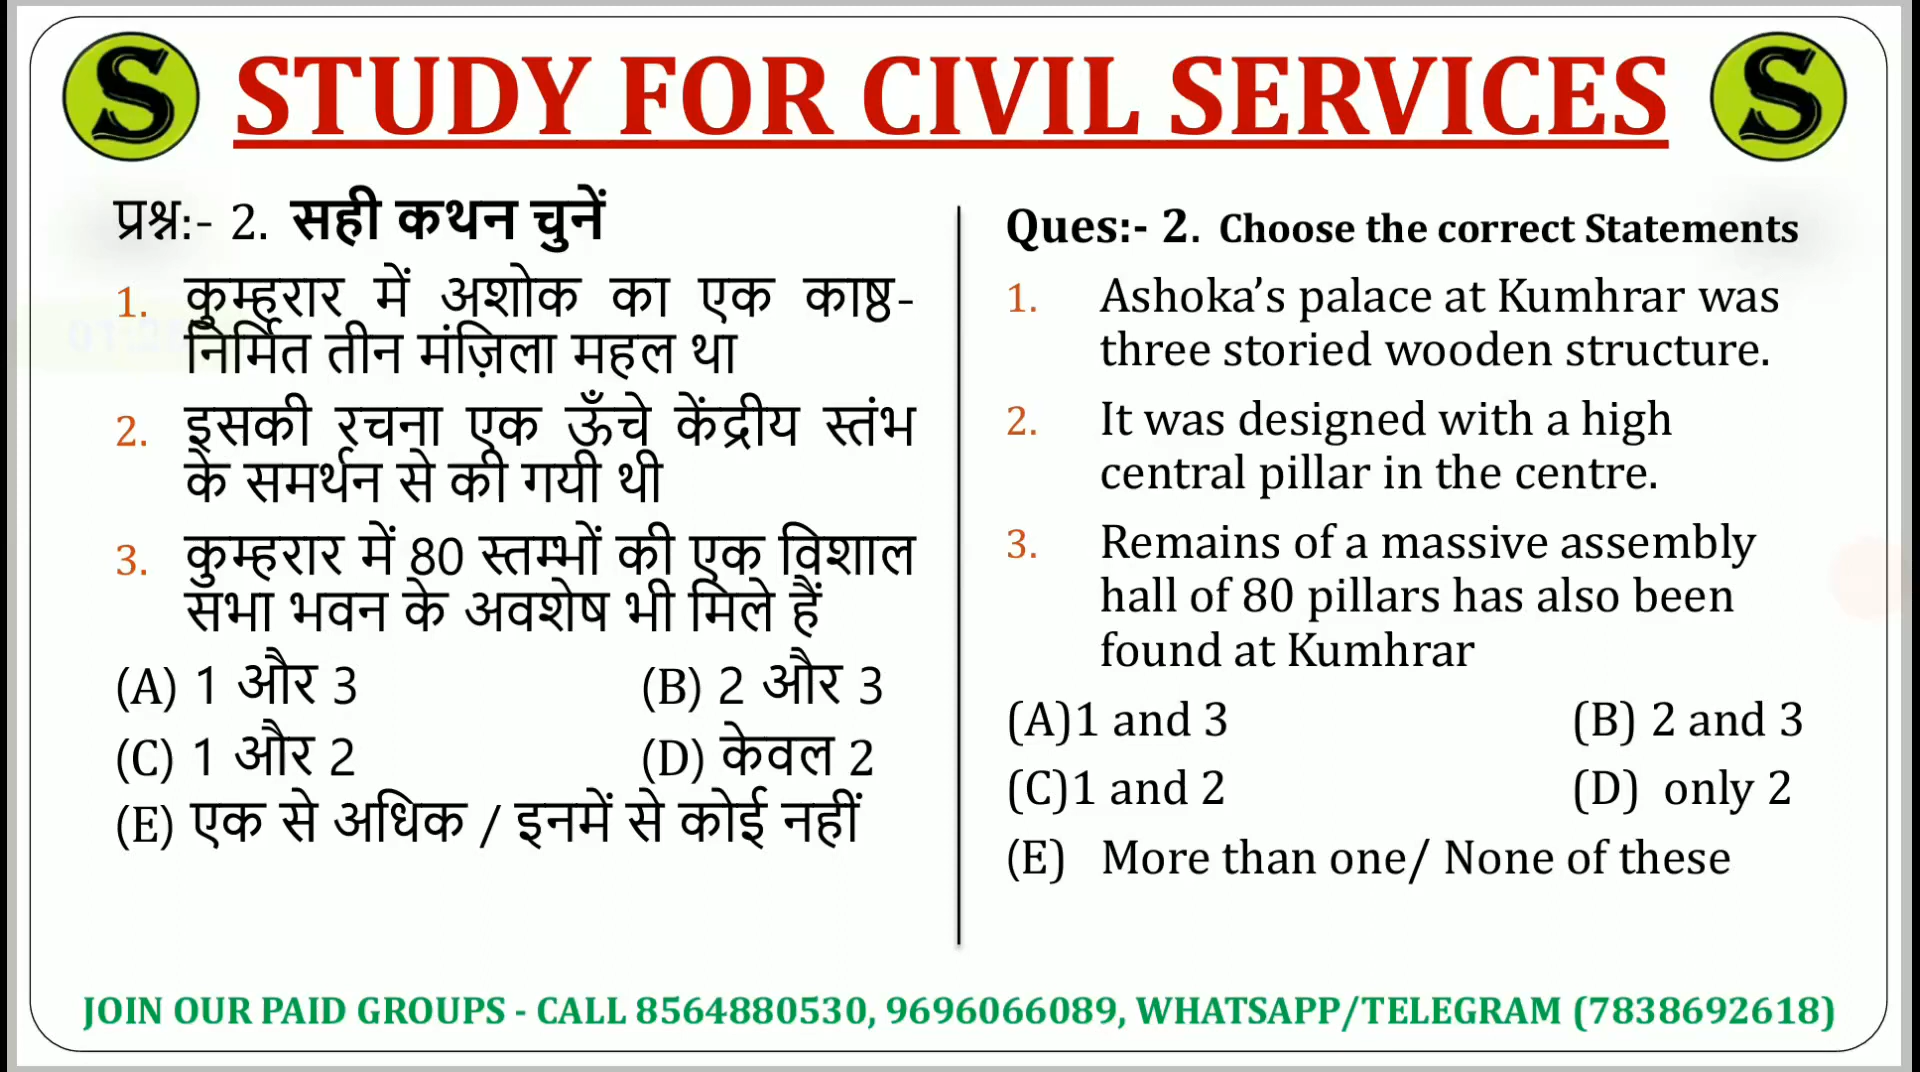 S STUDY FOR CIVIL SERVICES S
प्रश्न:- 2. सही कथन चुनें
1. कुम्हरार में अशोक का एक काष्ठ-
निर्मित तीन मंज़िला महल था
2. इसकी रचना एक ऊँचे केंद्रीय स्तंभ
के समर्थन से की गयी थी
3. कुम्हरार में 80 स्तम्भों की एक विशाल
सभा भवन के अवशेष भी मिले हैं
(A) 1 और 3 (B) 2 और 3
(C) 1 और 2 (D) केवल 2
(E) एक से अधिक / इनमें से कोई नहीं
Ques:- 2. Choose the correct Statements
1. Ashoka’s palace at Kumhrar was
three storied wooden structure.
2. It was designed with a high
central pillar in the centre.
3. Remains of a massive assembly
hall of 80 pillars has also been
found at Kumhrar
(A)1 and 3 (B) 2 and 3
(C)1 and 2 (D) only 2
(E) More than one/ None of these
JOIN OUR PAID GROUPS - CALL 8564880530, 9696066089, WHATSAPP/TELEGRAM (7838692618)